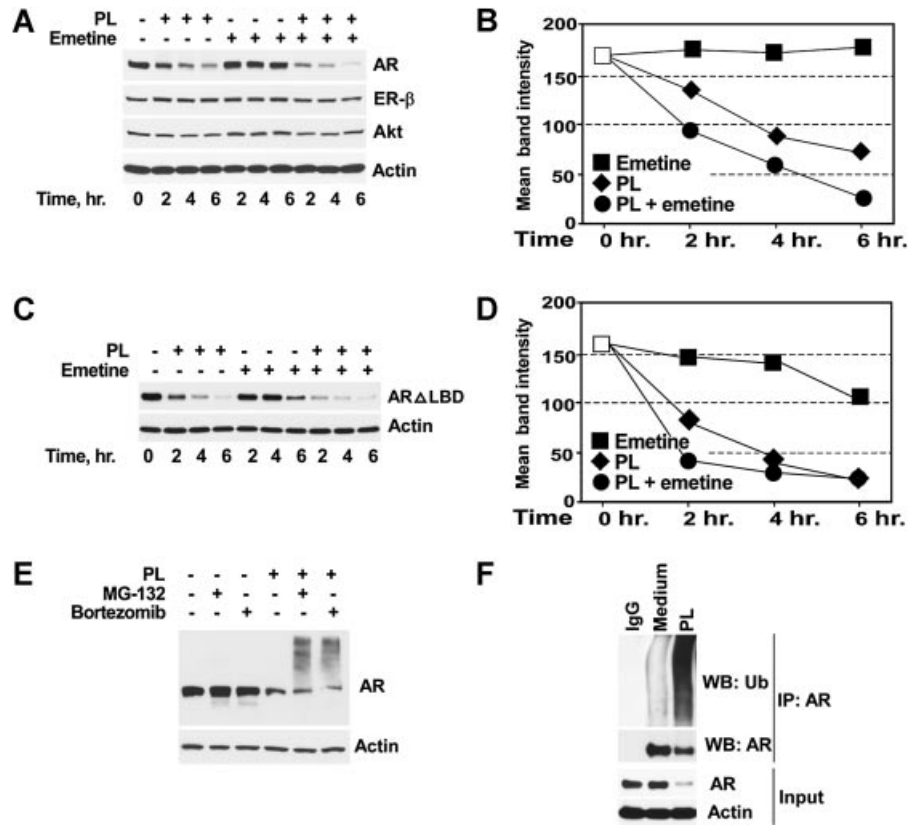 A
PL - + + + - - - + + +
Emetine - - - - + + + + + +
AR
ER-β
Akt
Actin
Time, hr. 0 2 4 6 2 4 6 2 4 6
B
Mean band intensity
200
150
100
50
0
Emetine
PL
PL + emetine
Time 0 hr. 2 hr. 4 hr. 6 hr.
C
PL - + + + - - - + + +
Emetine - - - - + + + + + +
AR△LBD
Actin
Time, hr. 0 2 4 6 2 4 6 2 4 6
D
Mean band intensity
200
150
100
50
0
Emetine
PL
PL + emetine
Time 0 hr. 2 hr. 4 hr. 6 hr.
E
PL - - - + + +
MG-132 - + - - + -
Bortezomib - - + - - +
AR
Actin
F
IgG
Medium
PL
WB: Ub
IP: AR
WB: AR
AR
Input
Actin